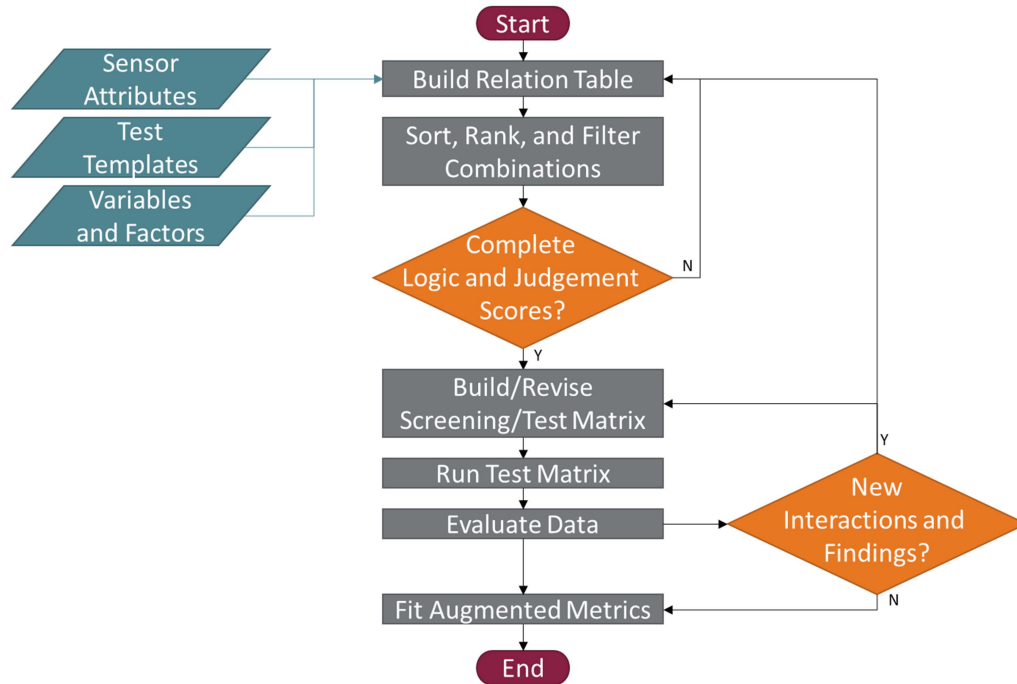 Start
Sensor
Attributes
Build Relation Table
Test
Templates
Sort, Rank, and Filter
Combinations
Variables
and Factors
Complete
Logic and Judgement
Scores?
N
Y
Build/Revise
Screening/Test Matrix
Y
Run Test Matrix
New
Interactions and
Findings?
Evaluate Data
N
Fit Augmented Metrics
End